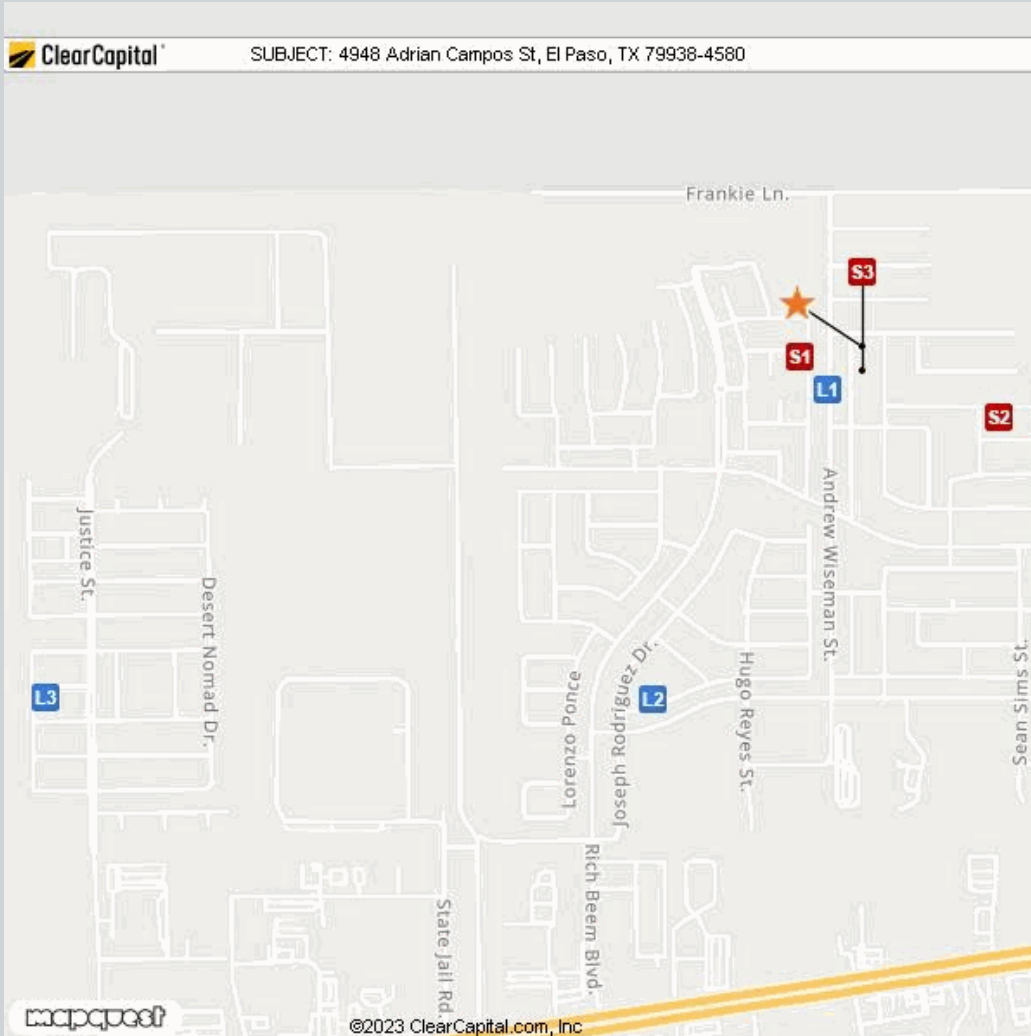 ClearCapital
SUBJECT: 4948 Adrian Campos St, El Paso, TX 79938-4580
Frankie Ln.
S3
S1
L1
S2
Andrew Wiseman St.
Justice St.
Desert Nomad Dr.
L3
Lorenzo Ponce
Joseph Rodriguez Dr.
L2
Hugo Reyes St.
Sean Sims St.
State Jail Rd.
Rich Beem Blvd.
mapquest
©2023 ClearCapital.com, Inc